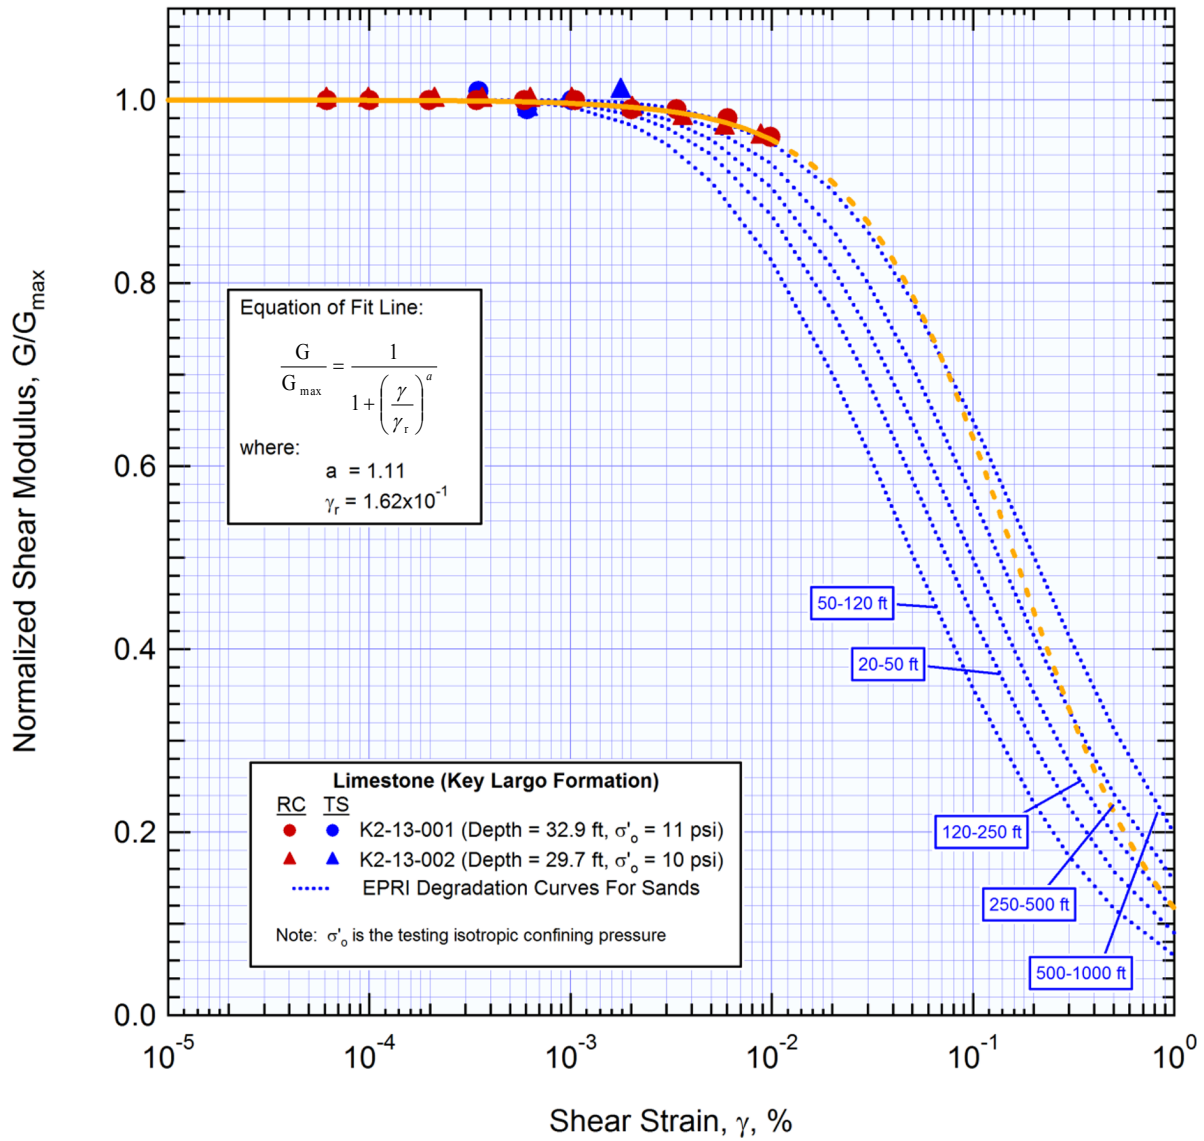 Normalized Shear Modulus, G/Gmax
1.0
0.8
0.6
0.4
0.2
0.0
Equation of Fit Line:
G/Gmax = 1/(1+(γ/γr)^a)
where:
a = 1.11
γr = 1.62x10^-1
50-120 ft
20-50 ft
120-250 ft
250-500 ft
500-1000 ft
Limestone (Key Largo Formation)
RC TS
K2-13-001 (Depth = 32.9 ft, σ'o = 11 psi)
K2-13-002 (Depth = 29.7 ft, σ'o = 10 psi)
EPRI Degradation Curves For Sands
Note: σ'o is the testing isotropic confining pressure
10^-5 10^-4 10^-3 10^-2 10^-1 10^0
Shear Strain, γ, %